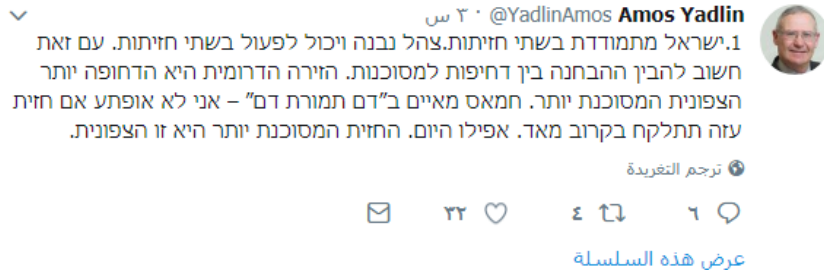 Amos Yadlin @YadlinAmos · ٣ س
1.ישראל מתמודדת בשתי חזיתות.צהל נבנה ויכול לפעול בשתי חזיתות. עם זאת
חשוב להבין ההבחנה בין דחיפות למסוכנות. הזירה הדרומית היא הדחופה יותר
הצפונית המסוכנת יותר. חמאס מאיים ב"דם תמורת דם" – אני לא אופתע אם חזית
עזה תתלקח בקרוב מאד. אפילו היום. החזית המסוכנת יותר היא זו הצפונית.
ترجم التغريدة
٦ ٤ ٣٢
عرض هذه السلسلة